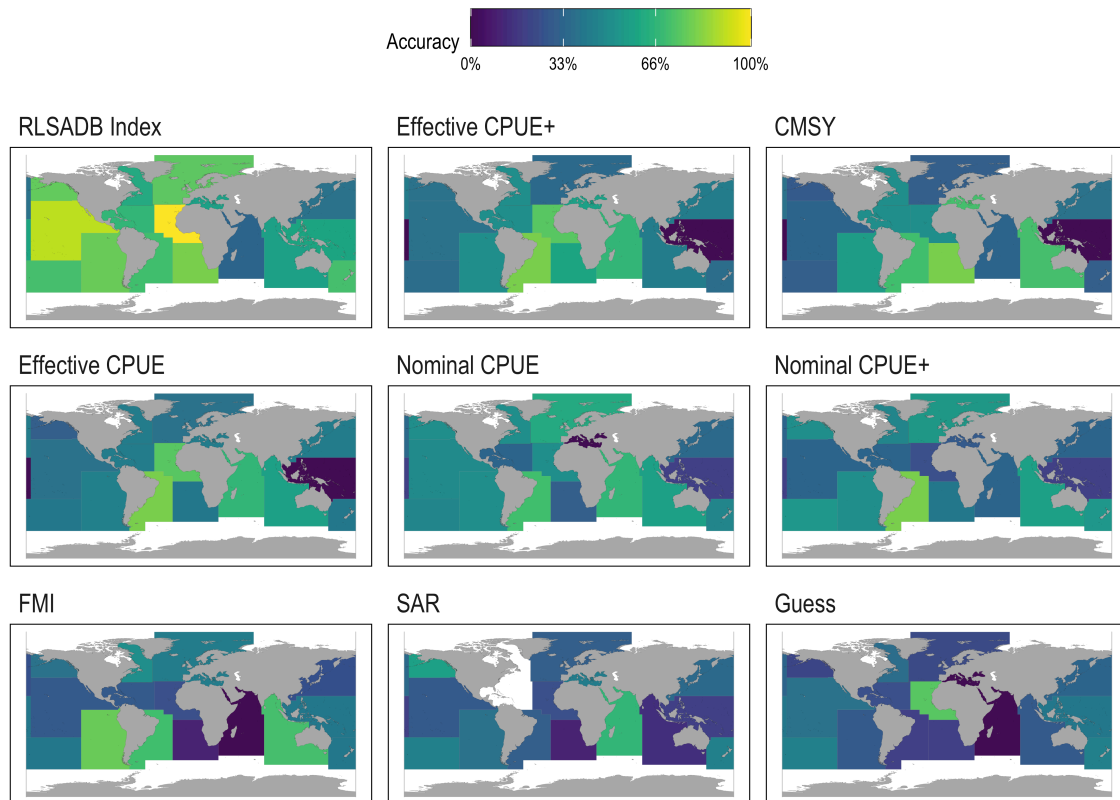 Accuracy
0% 33% 66% 100%
RLSADB Index
Effective CPUE+
CMSY
Effective CPUE
Nominal CPUE
Nominal CPUE+
FMI
SAR
Guess